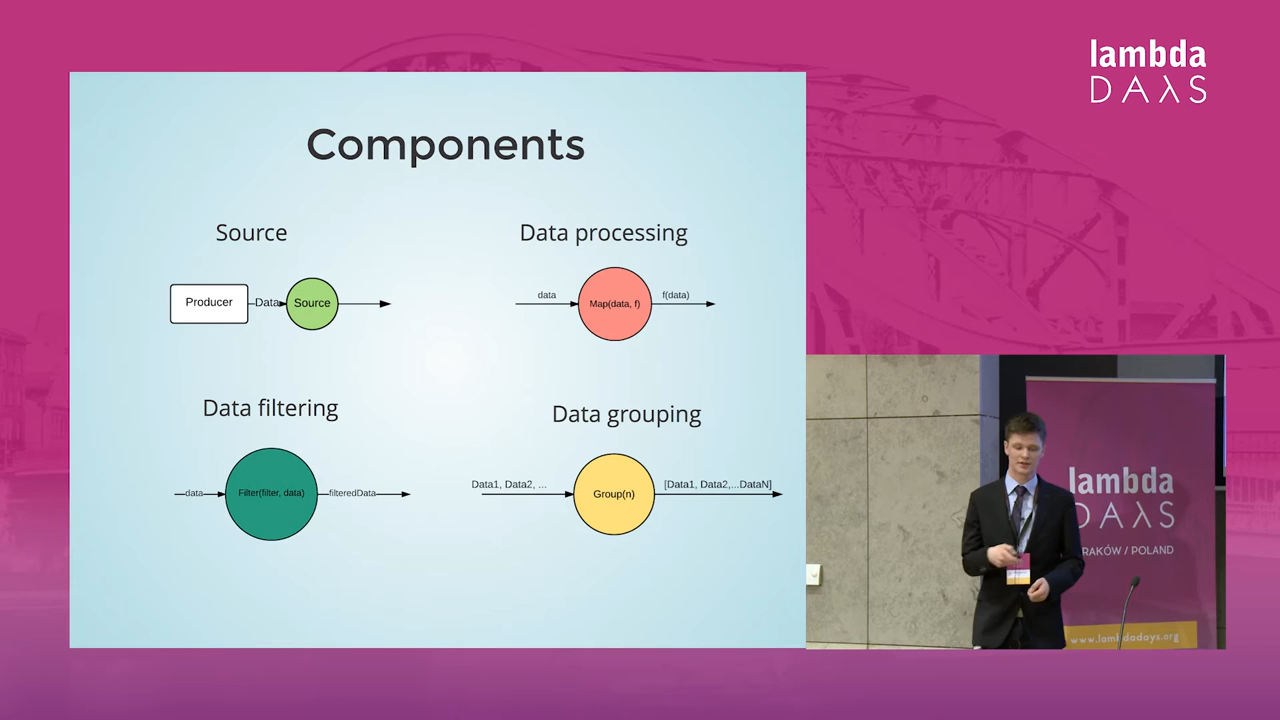 lambda
DAλS
Components
Source
Producer
Data
Source
Data processing
data
Map(data, f)
f(data)
Data filtering
data
Filter(filter, data)
filteredData
Data grouping
Data1, Data2, ...
Group(n)
[Data1, Data2,...DataN]
lambda
DAλS
KRAKÓW / POLAND
www.lambdadays.org